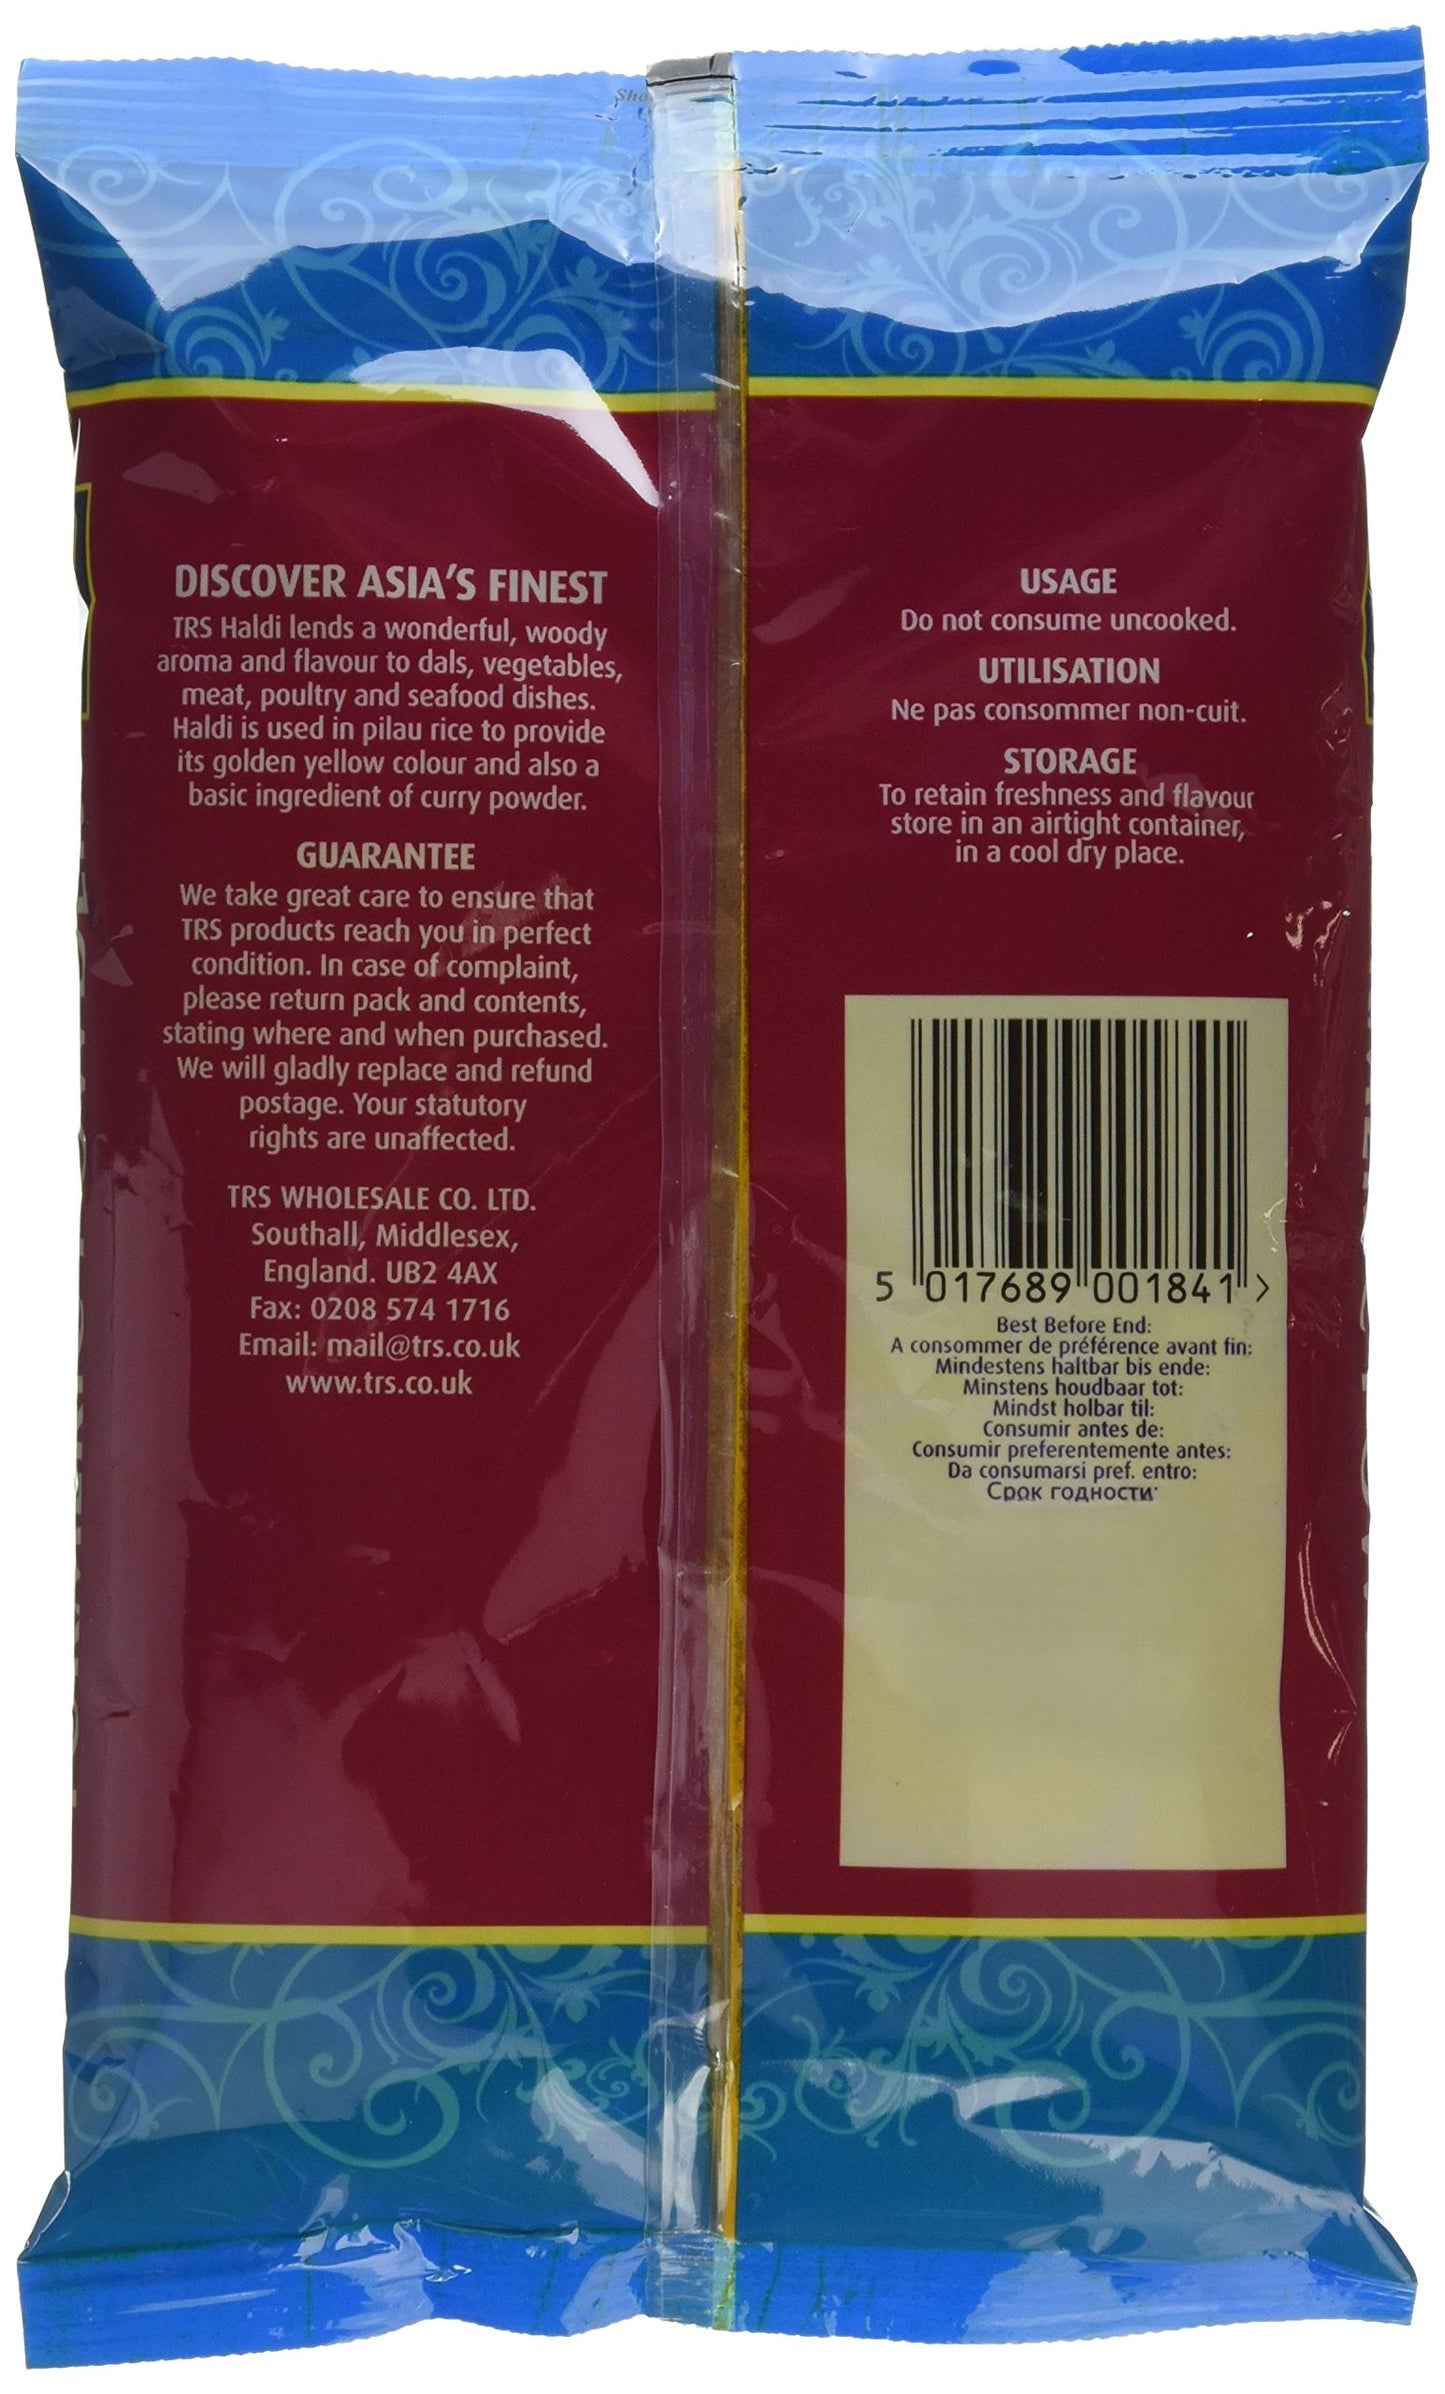 DISCOVER ASIA'S FINEST
TRS Haldi lends a wonderful, woody
aroma and flavour to dals, vegetables,
meat, poultry and seafood dishes.
Haldi is used in pilau rice to provide
its golden yellow colour and also a
basic ingredient of curry powder.
GUARANTEE
We take great care to ensure that
TRS products reach you in perfect
condition. In case of complaint,
please return pack and contents,
stating where and when purchased.
We will gladly replace and refund
postage. Your statutory
rights are unaffected.
TRS WHOLESALE CO. LTD.
Southall, Middlesex,
England. UB2 4AX
Fax: 0208 574 1716
Email: mail@trs.co.uk
www.trs.co.uk
USAGE
Do not consume uncooked.
UTILISATION
Ne pas consommer non-cuit.
STORAGE
To retain freshness and flavour
store in an airtight container,
in a cool dry place.
5 017689 001841 >
Best Before End:
A consommer de préférence avant fin:
Mindestens haltbar bis ende:
Minstens houdbaar tot:
Mindst holbar til:
Consumir antes de:
Consumir preferentemente antes:
Da consumarsi pref. entro:
Срок годности: